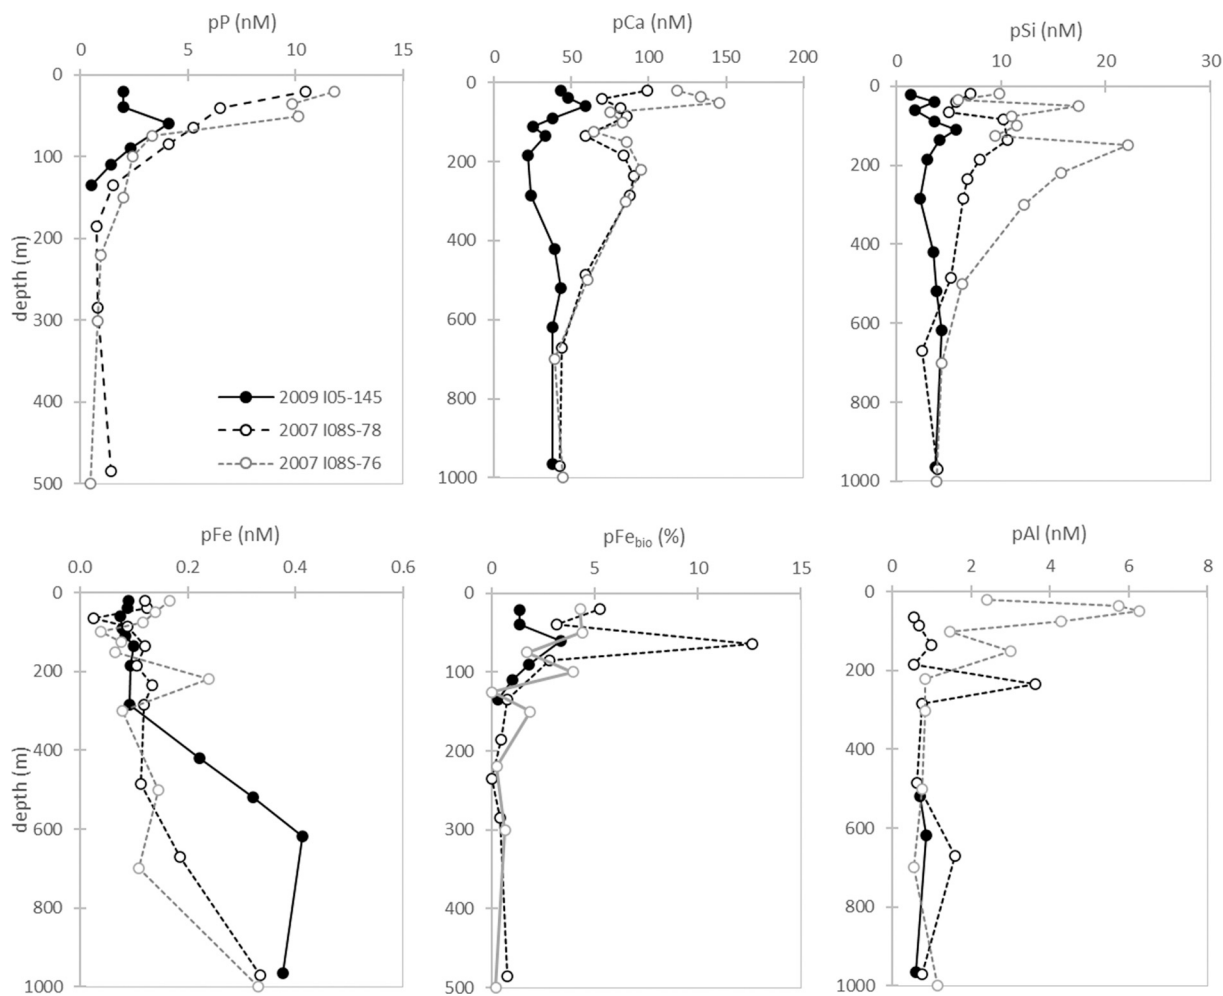 pP (nM)
0 5 10 15
0
100
200
300
400
500
depth (m)
2009 I05-145
2007 I08S-78
2007 I08S-76
pCa (nM)
0 50 100 150 200
0
200
400
600
800
1000
pSi (nM)
0 10 20 30
0
200
400
600
800
1000
pFe (nM)
0.0 0.2 0.4 0.6
0
200
400
600
800
1000
depth (m)
pFebio (%)
0 5 10 15
0
100
200
300
400
500
pAl (nM)
0 2 4 6 8
0
200
400
600
800
1000